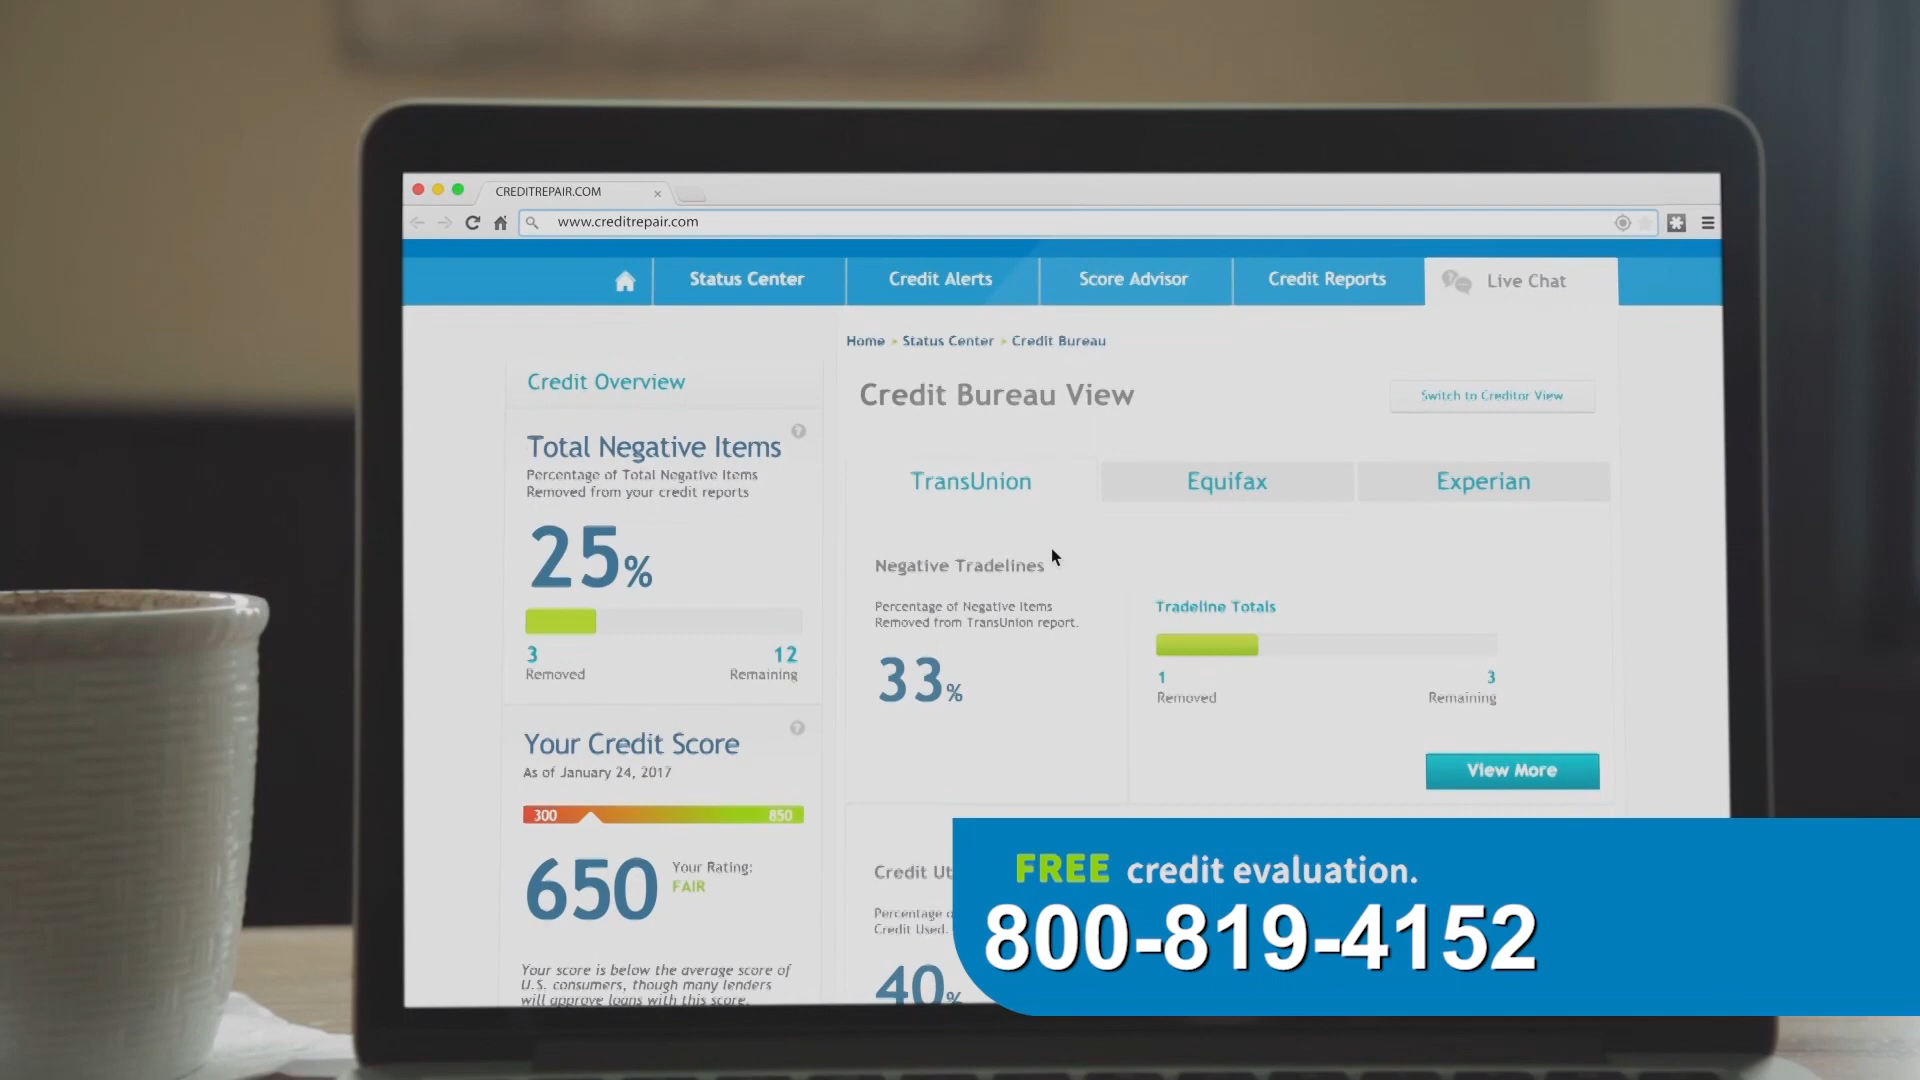 CREDITREPAIR.COM
www.creditrepair.com
Status Center
Credit Alerts
Score Advisor
Credit Reports
Live Chat
Home > Status Center > Credit Bureau
Credit Overview
Credit Bureau View
Switch to Creditor View
Total Negative Items
Percentage of Total Negative Items
Removed from your credit reports
25%
3
12
Removed
Remaining
TransUnion
Equifax
Experian
Negative Tradelines
Percentage of Negative Items
Removed from TransUnion report.
33%
Tradeline Totals
1
3
Removed
Remaining
View More
Your Credit Score
As of January 24, 2017
300
850
650
Your Rating:
FAIR
Your score is below the average score of
U.S. consumers, though many lenders
will approve loans with this score.
Credit Ut
Percentage o
Credit Used.
40%
FREE credit evaluation.
800-819-4152